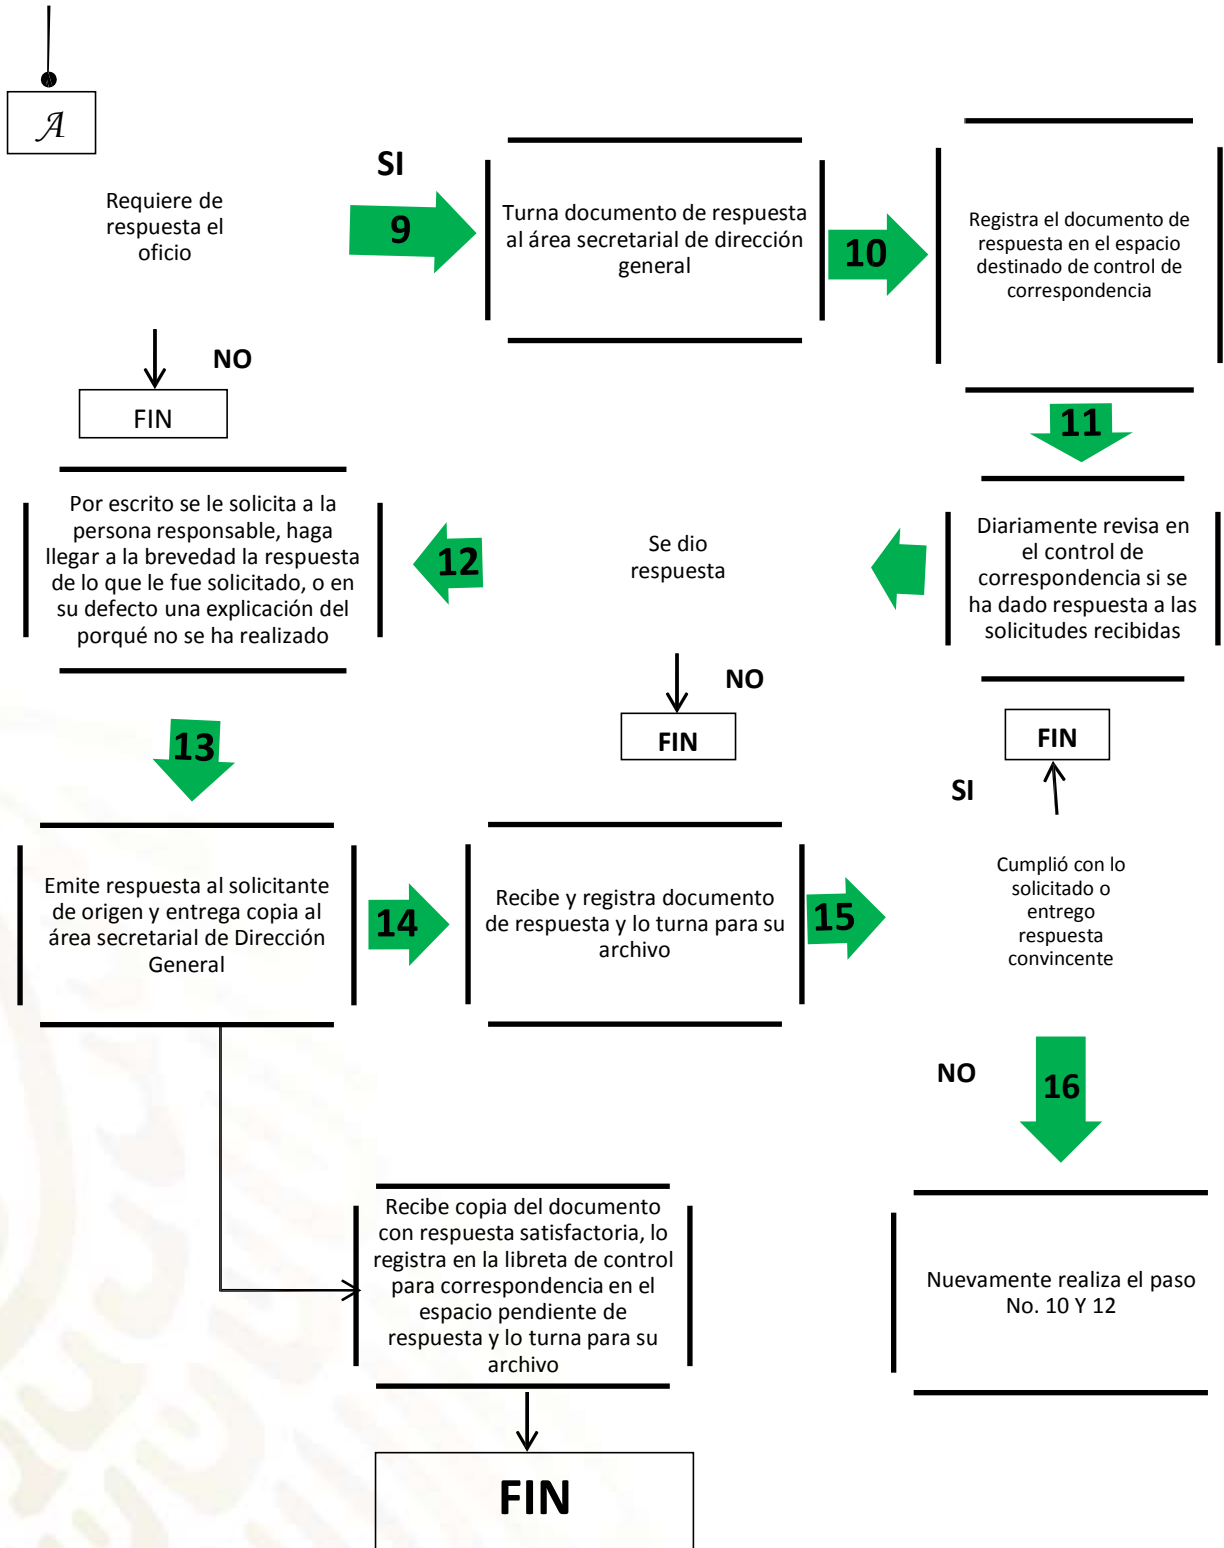 A
Requiere de
respuesta el
oficio
SI
9
Turna documento de respuesta
al área secretarial de dirección
general
10
Registra el documento de
respuesta en el espacio
destinado de control de
correspondencia
NO
FIN
11
Diariamente revisa en
el control de
correspondencia si se
ha dado respuesta a las
solicitudes recibidas
Se dio
respuesta
NO
FIN
12
Por escrito se le solicita a la
persona responsable, haga
llegar a la brevedad la respuesta
de lo que le fue solicitado, o en
su defecto una explicación del
porqué no se ha realizado
13
Emite respuesta al solicitante
de origen y entrega copia al
área secretarial de Dirección
General
14
Recibe y registra documento
de respuesta y lo turna para su
archivo
15
FIN
SI
Cumplió con lo
solicitado o
entrego
respuesta
convincente
NO
16
Nuevamente realiza el paso
No. 10 Y 12
Recibe copia del documento
con respuesta satisfactoria, lo
registra en la libreta de control
para correspondencia en el
espacio pendiente de
respuesta y lo turna para su
archivo
FIN